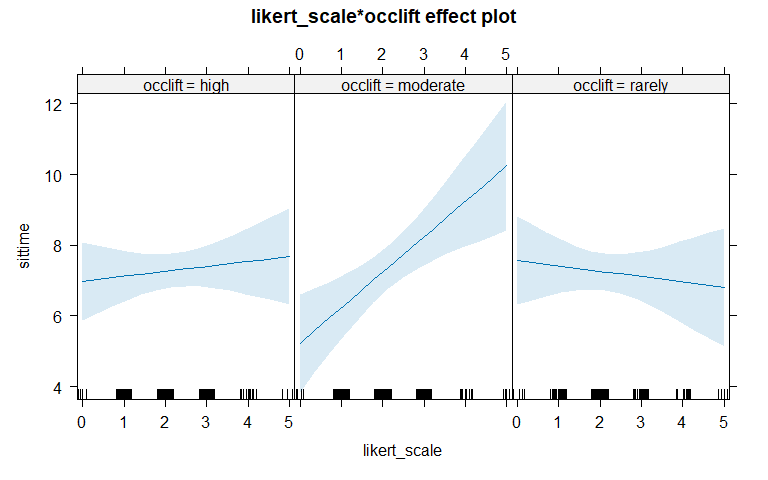 likert_scale*occlift effect plot
0 1 2 3 4 5
occlift = high occlift = moderate occlift = rarely
12
10
8
6
4
sittime
0 1 2 3 4 5 0 1 2 3 4 5
likert_scale